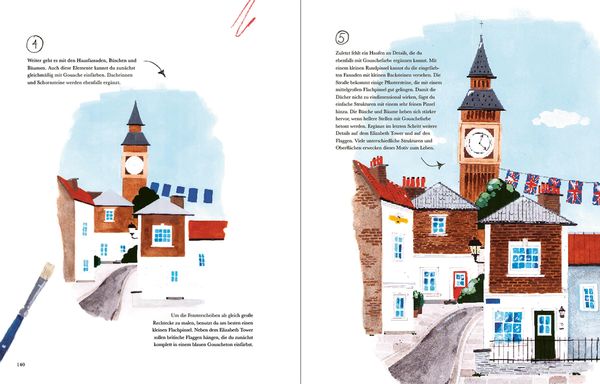 4
Weiter geht es mit den Hausfassaden, Büschen und
Bäumen. Auch diese Elemente kannst du zunächst
gleichmäßig mit Gouache einfärben. Dachrinnen
und Schornsteine werden ebenfalls ergänzt.
Um die Fensterscheiben als gleich große
Rechtecke zu malen, benutzt du am besten einen
kleinen Flachpinsel. Neben dem Elizabeth Tower
sollen britische Flaggen hängen, die du zunächst
komplett in einem blauen Gouacheton einfärbst.
140
5
Zuletzt fehlt ein Haufen an Details, die du
ebenfalls mit Gouachefarbe ergänzen kannst. Mit
einem kleinen Rundpinsel kannst du die eingefärb-
ten Fassaden mit kleinen Backsteinen versehen. Die
Straße bekommt einige Pflastersteine, die mit einem
mittelgroßen Flachpinsel gut gelingen. Damit die
Dächer nicht zu eindimensional wirken, fügst du
einfache Strukturen mit einem sehr feinen Pinsel
hinzu. Die Büsche und Bäume heben sich stärker
hervor, wenn hellere Stellen mit Gouachefarbe
betont werden. Ergänze im letzten Schritt weitere
Details auf dem Elizabeth Tower und auf den
Flaggen. Viele unterschiedliche Strukturen und
Oberflächen erwecken dieses Motiv zum Leben.